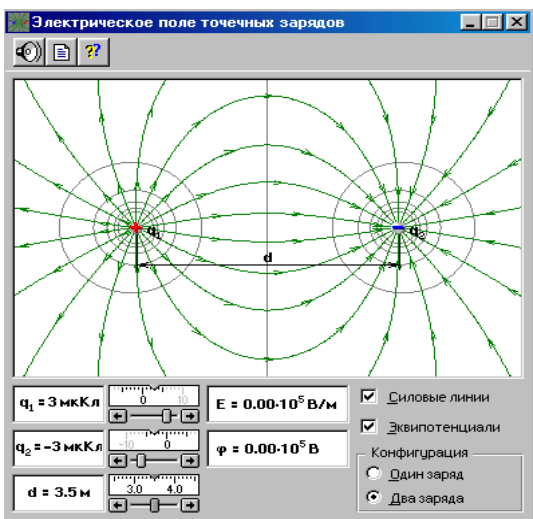 Электрическое поле точечных зарядов
??
q₁
q₂
d
q₁ = 3 мкКл
0 10
E = 0.00·10⁵ В/м
Силовые линии
q₂ = -3 мкКл
-10 0
φ = 0.00·10⁵ В
Эквипотенциали
Конфигурация
Один заряд
d = 3.5 м
3.0 4.0
Два заряда